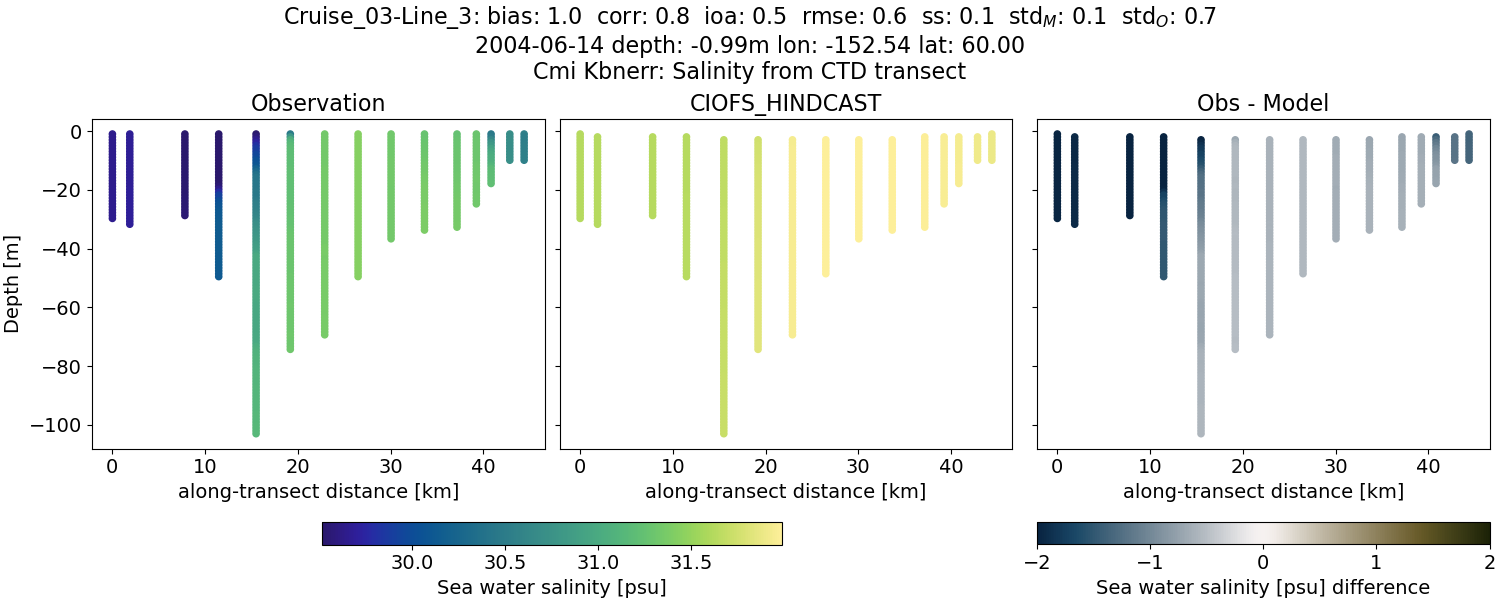 Cruise_03-Line_3: bias: 1.0  corr: 0.8  ioa: 0.5  rmse: 0.6  ss: 0.1  std_M: 0.1  std_O: 0.7
2004-06-14 depth: -0.99m lon: -152.54 lat: 60.00
Cmi Kbnerr: Salinity from CTD transect
Observation
CIOFS_HINDCAST
Obs - Model
Depth [m]
0
−20
−40
−60
−80
−100
0 10 20 30 40
0 10 20 30 40
0 10 20 30 40
along-transect distance [km]
along-transect distance [km]
along-transect distance [km]
30.0 30.5 31.0 31.5
Sea water salinity [psu]
−2 −1 0 1 2
Sea water salinity [psu] difference